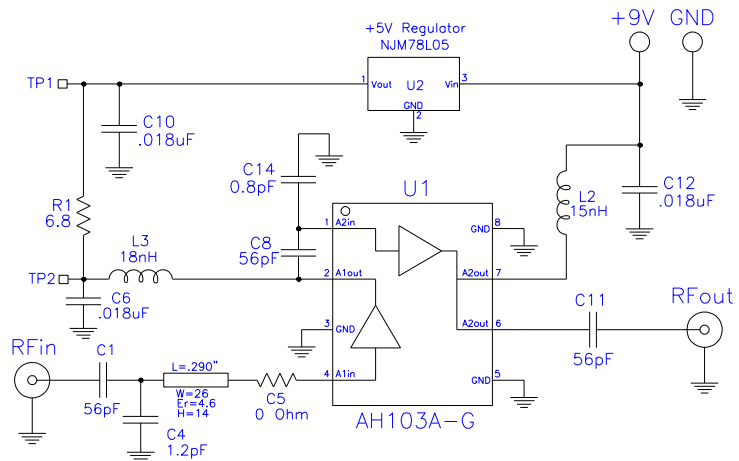 +9V GND
+5V Regulator
NJM78L05
TP1
1 Vout
U2
Vin 3
GND
2
C10
.018uF
C14
0.8pF
U1
L2
15nH
C12
.018uF
R1
6.8
L3
18nH
C8
56pF
1 A2in
GND 8
TP2
2 A1out
A2out 7
C6
.018uF
3 GND
A2out 6
C11
56pF
RFout
RFin
C1
56pF
L=.290"
W=26
Er=4.6
H=14
C5
0 Ohm
4 A1in
GND 5
C4
1.2pF
AH103A-G